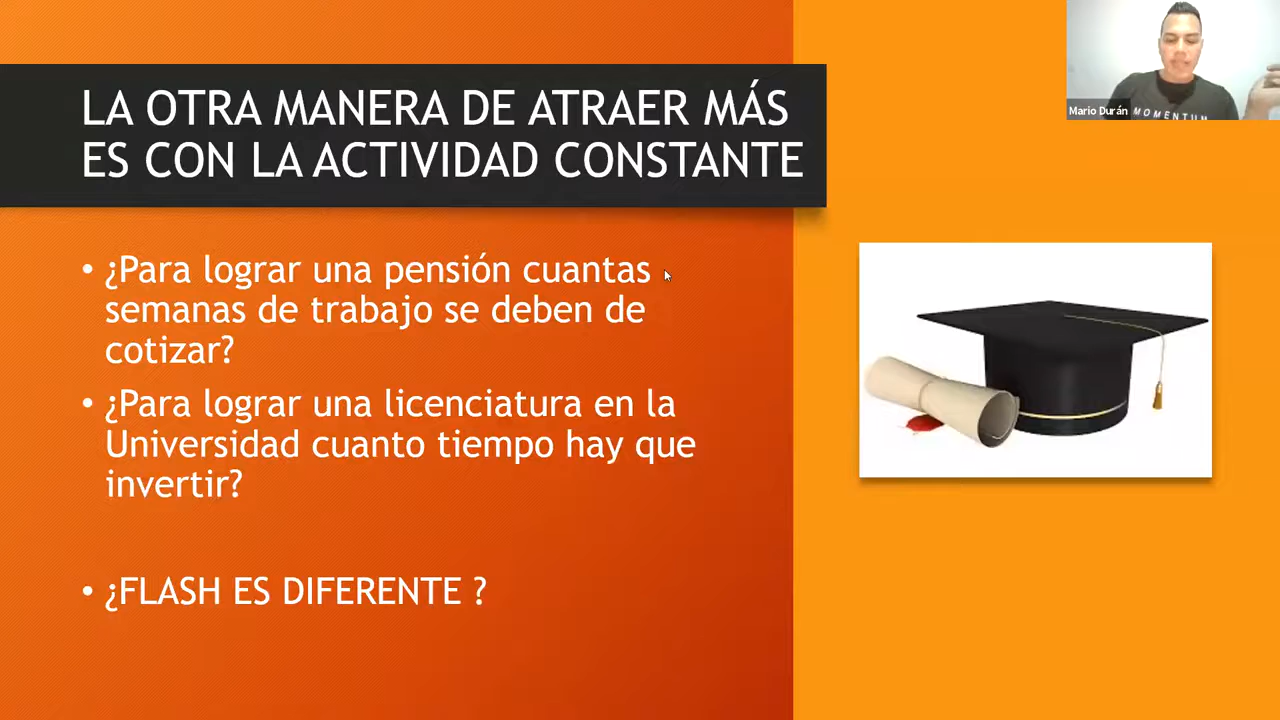 LA OTRA MANERA DE ATRAER MÁS
ES CON LA ACTIVIDAD CONSTANTE
Mario Durán
MOMENTUM
• ¿Para lograr una pensión cuantas
semanas de trabajo se deben de
cotizar?
• ¿Para lograr una licenciatura en la
Universidad cuanto tiempo hay que
invertir?
• ¿FLASH ES DIFERENTE ?